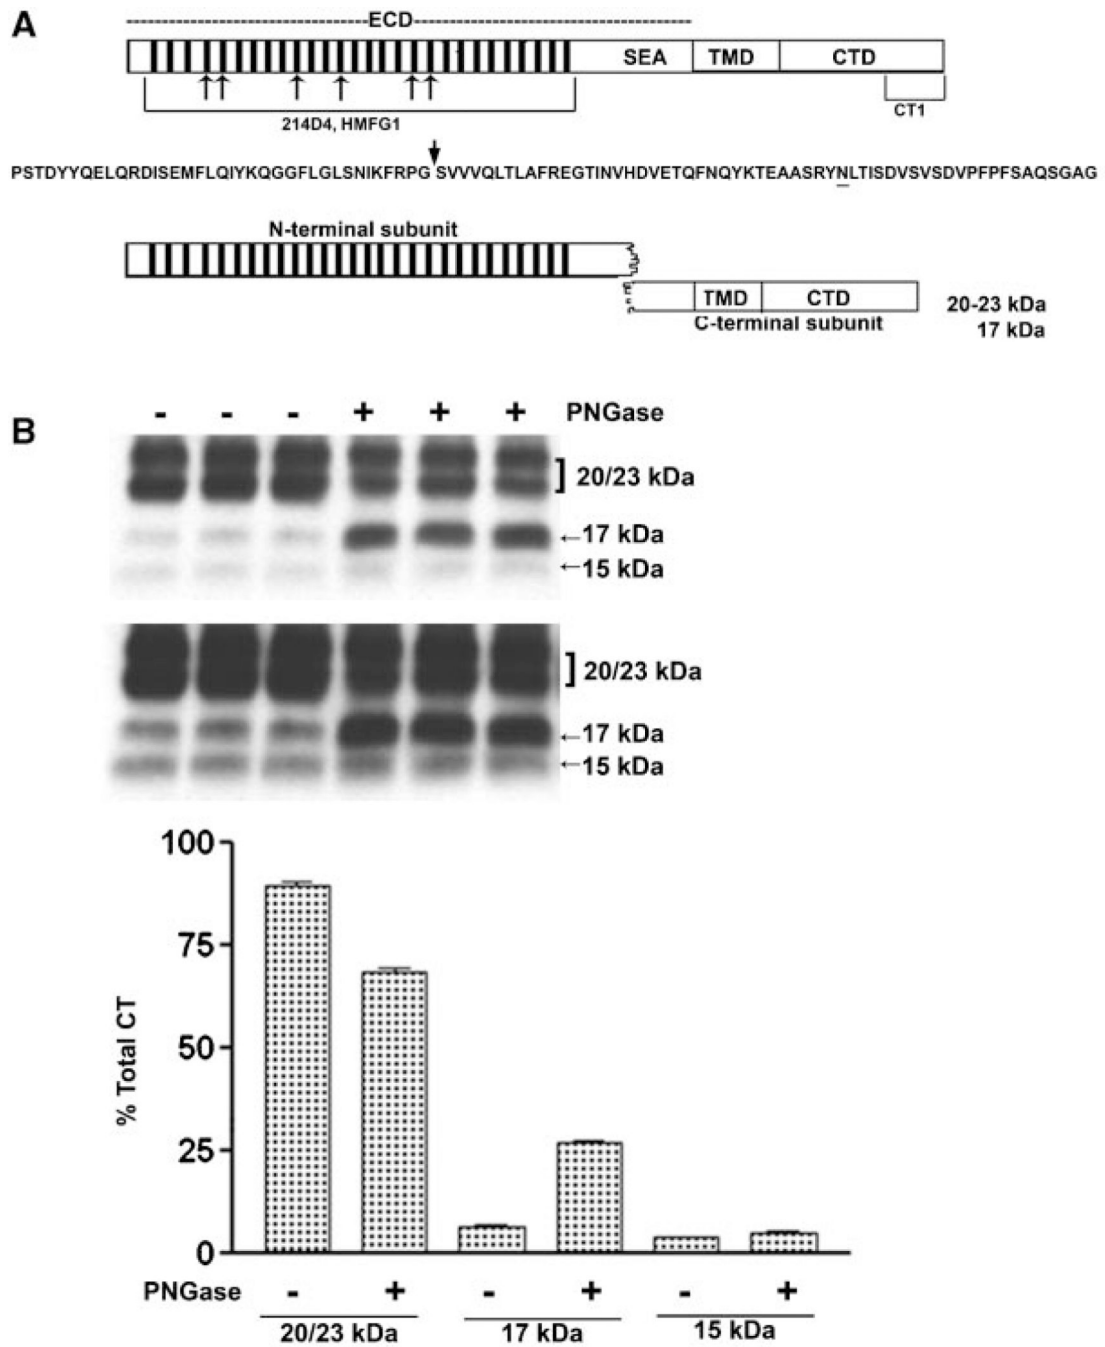 A
ECD
SEA TMD CTD
214D4, HMFG1
CT1
PSTDYYQELQRDISEMFLQIYKQGGFLGLSNIKFRPG SVVVQLTLAFREGTINVHDVETQFNQYKTEAASRYNLTISDVSVSDVPFPFSAQSGAG
N-terminal subunit
TMD CTD
C-terminal subunit
20-23 kDa
17 kDa
B
- - - + + + PNGase
] 20/23 kDa
←17 kDa
←15 kDa
] 20/23 kDa
←17 kDa
←15 kDa
100
75
50
25
0
% Total CT
PNGase - + - + - +
20/23 kDa 17 kDa 15 kDa